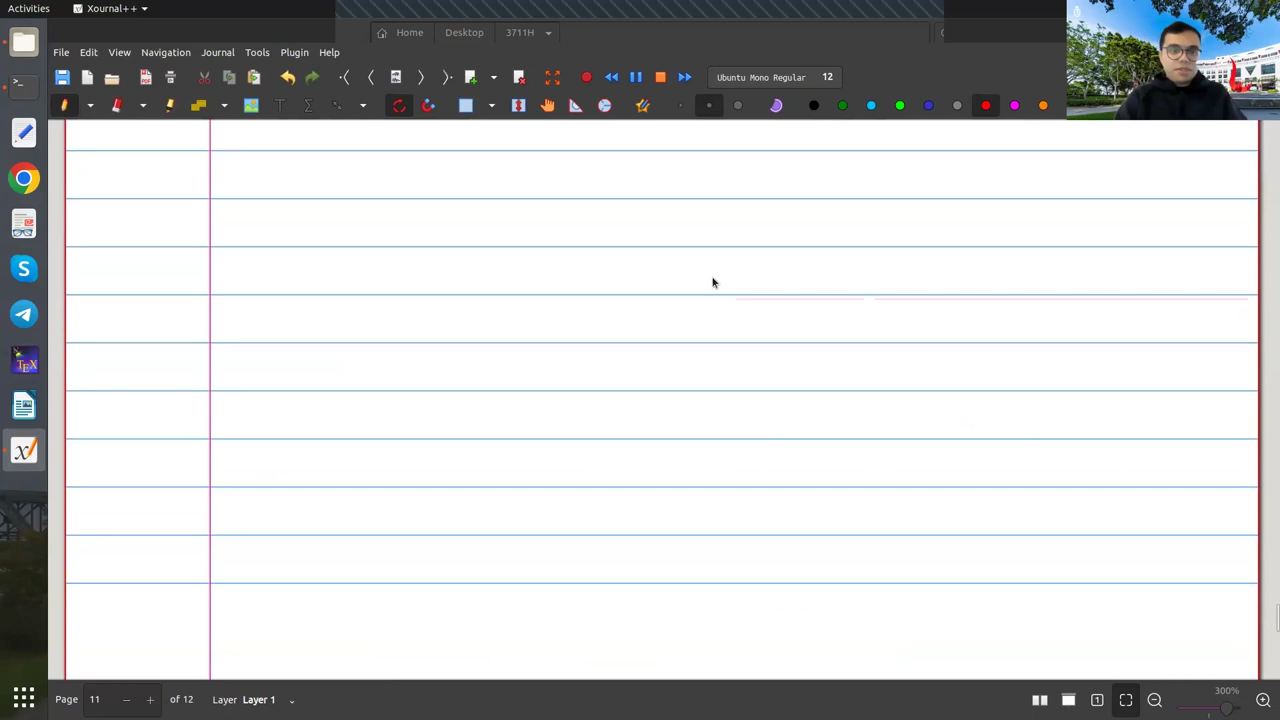 Activities Xournal++
Home Desktop 3711H
File Edit View Navigation Journal Tools Plugin Help
Ubuntu Mono Regular 12
Page 11 of 12 Layer Layer 1 300%